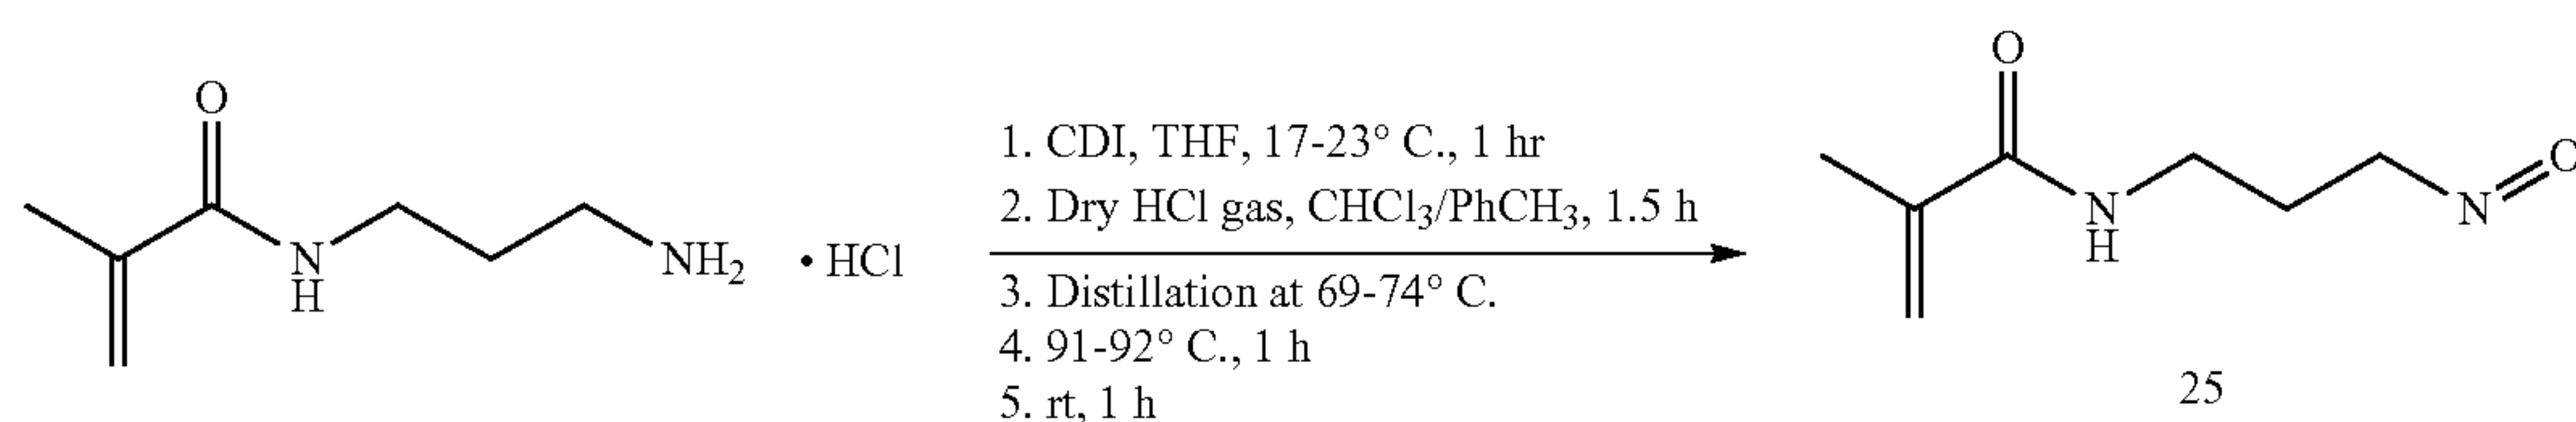 O
O
1. CDI, THF, 17-23° C., 1 hr
2. Dry HCl gas, CHCl₃/PhCH₃, 1.5 h
N
H
NH₂
• HCl
3. Distillation at 69-74° C.
4. 91-92° C., 1 h
5. rt, 1 h
N
H
N
25